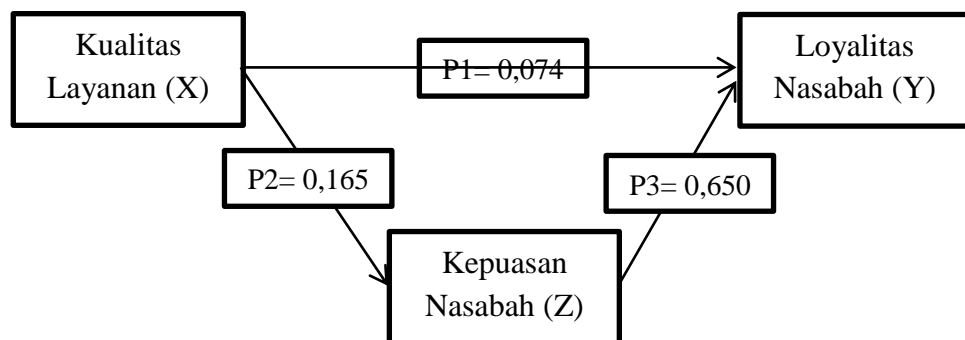 Kualitas
Layanan (X)
P1= 0,074
Loyalitas
Nasabah (Y)
P2= 0,165
P3= 0,650
Kepuasan
Nasabah (Z)